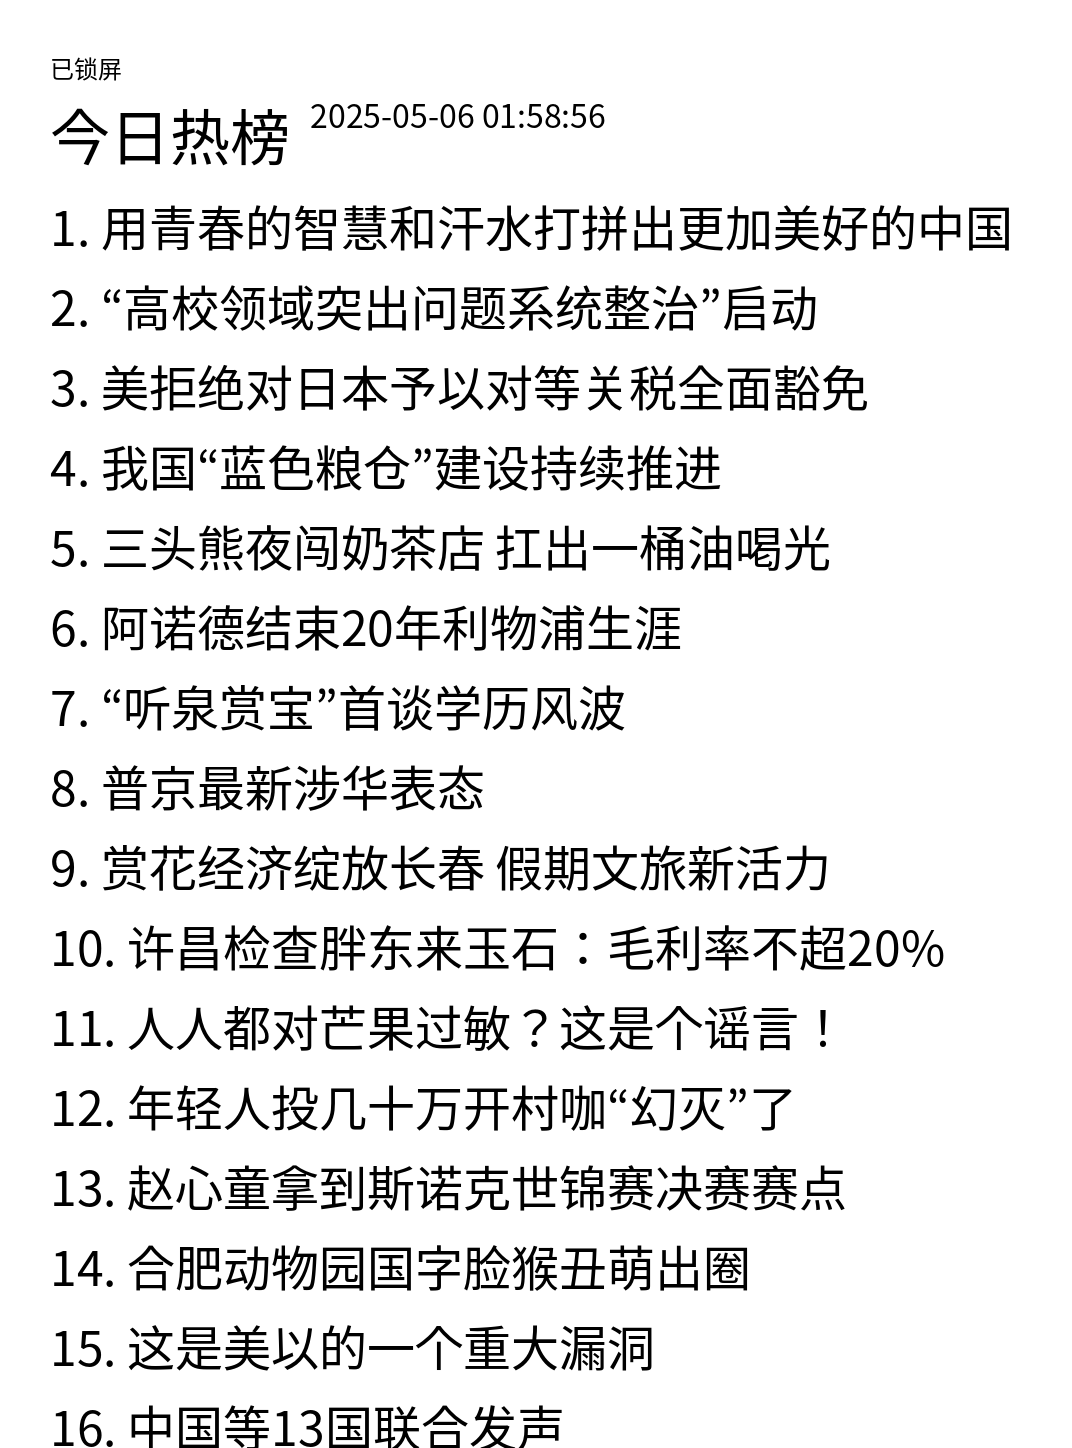 已锁屏
今日热榜 2025-05-06 01:58:56
1. 用青春的智慧和汗水打拼出更加美好的中国
2. “高校领域突出问题系统整治”启动
3. 美拒绝对日本予以对等关税全面豁免
4. 我国“蓝色粮仓”建设持续推进
5. 三头熊夜闯奶茶店 扛出一桶油喝光
6. 阿诺德结束20年利物浦生涯
7. “听泉赏宝”首谈学历风波
8. 普京最新涉华表态
9. 赏花经济绽放长春 假期文旅新活力
10. 许昌检查胖东来玉石：毛利率不超20%
11. 人人都对芒果过敏？这是个谣言！
12. 年轻人投几十万开村咖“幻灭”了
13. 赵心童拿到斯诺克世锦赛决赛赛点
14. 合肥动物园国字脸猴丑萌出圈
15. 这是美以的一个重大漏洞
16. 中国等13国联合发声